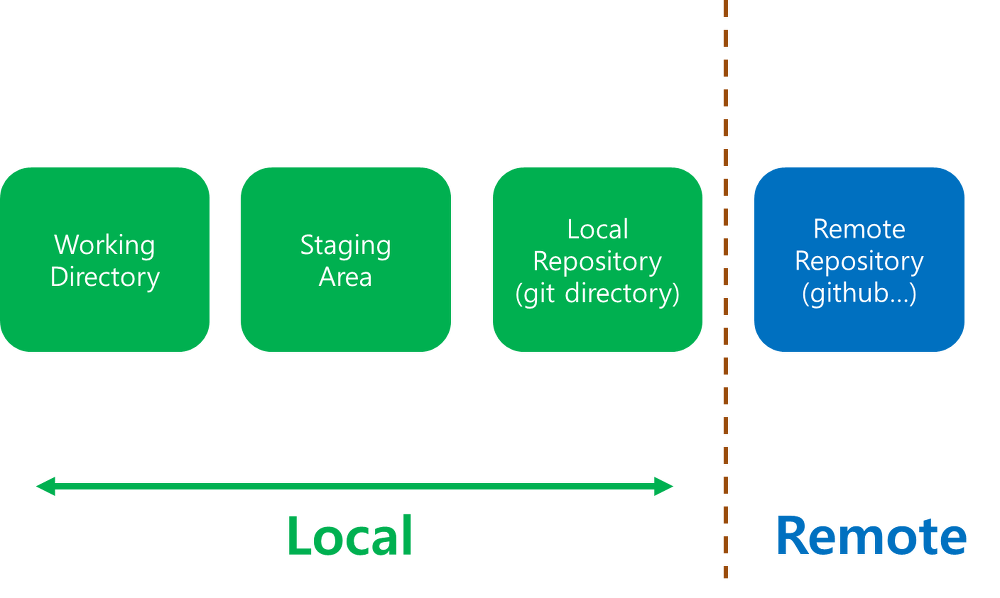 Working
Directory
Staging
Area
Local
Repository
(git directory)
Remote
Repository
(github...)
Local
Remote